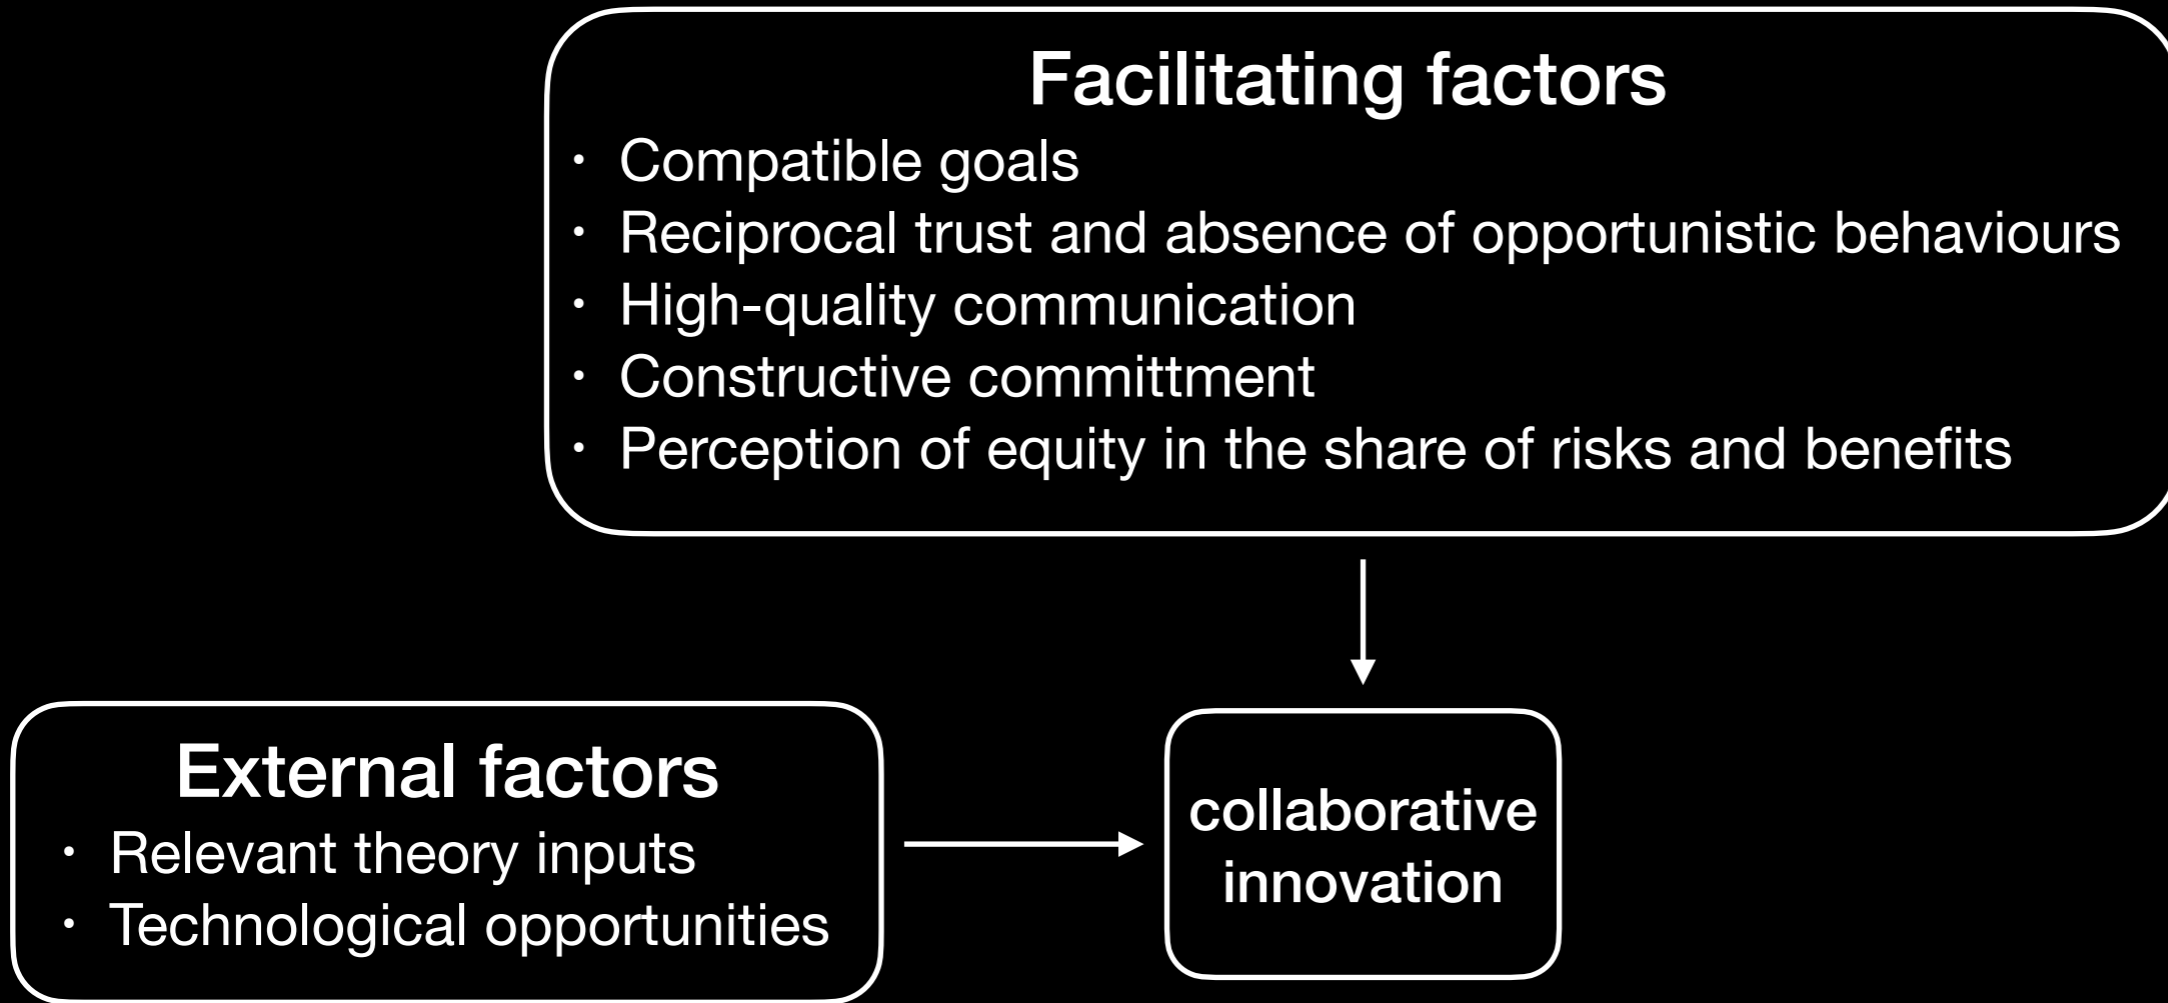 Facilitating factors
· Compatible goals
· Reciprocal trust and absence of opportunistic behaviours
· High-quality communication
· Constructive committment
· Perception of equity in the share of risks and benefits
External factors
· Relevant theory inputs
· Technological opportunities
collaborative
innovation